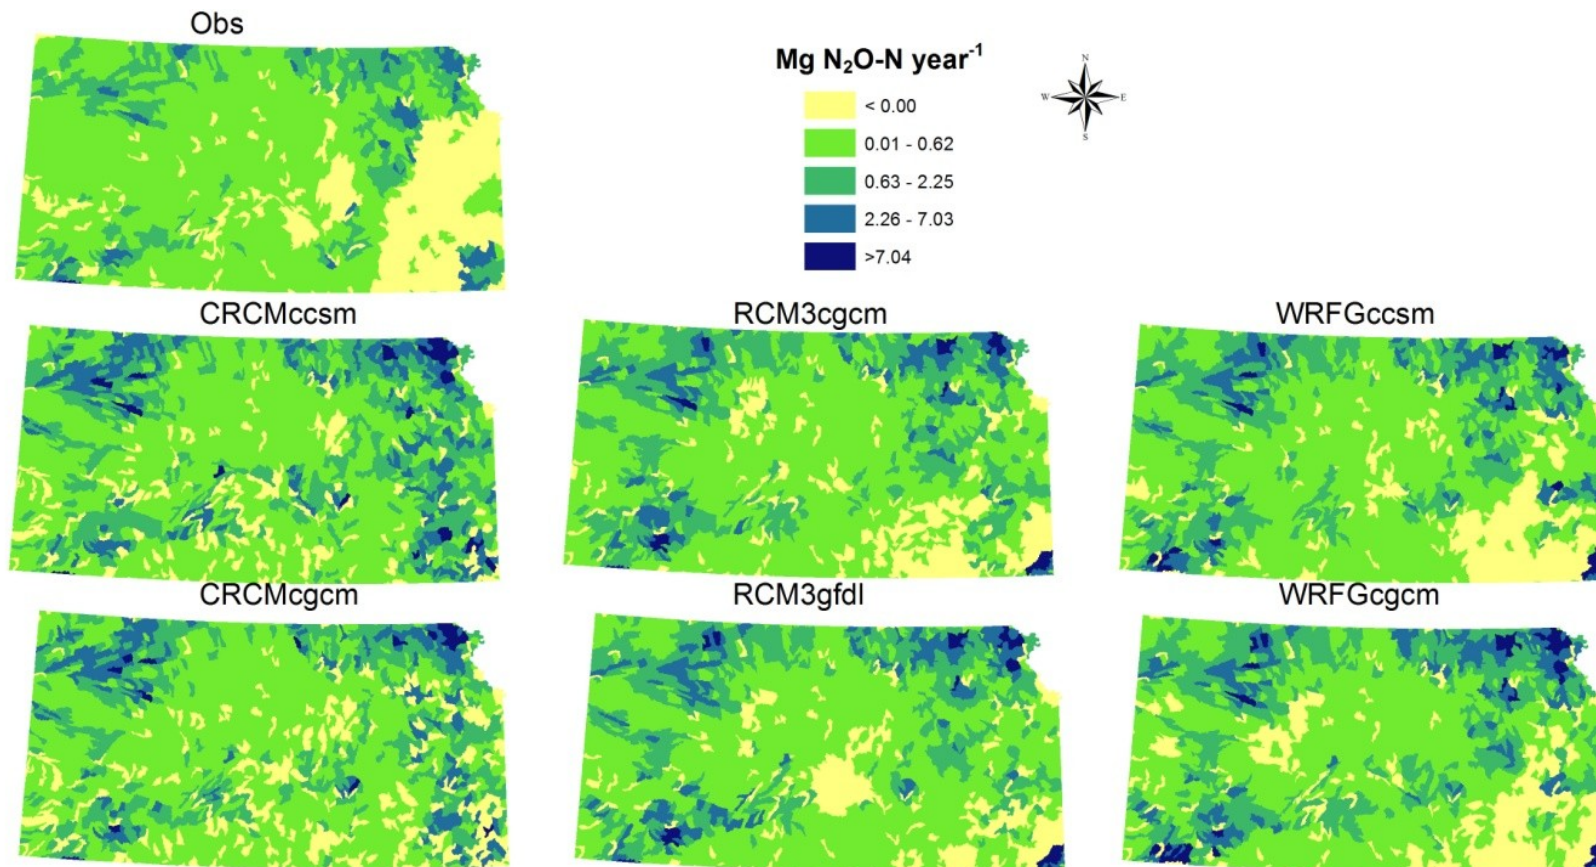 Obs
Mg N₂O-N year⁻¹
< 0.00
0.01 - 0.62
0.63 - 2.25
2.26 - 7.03
>7.04
N
W E
S
CRCMccsm
RCM3cgcm
WRFGccsm
CRCMcgcm
RCM3gfdl
WRFGcgcm